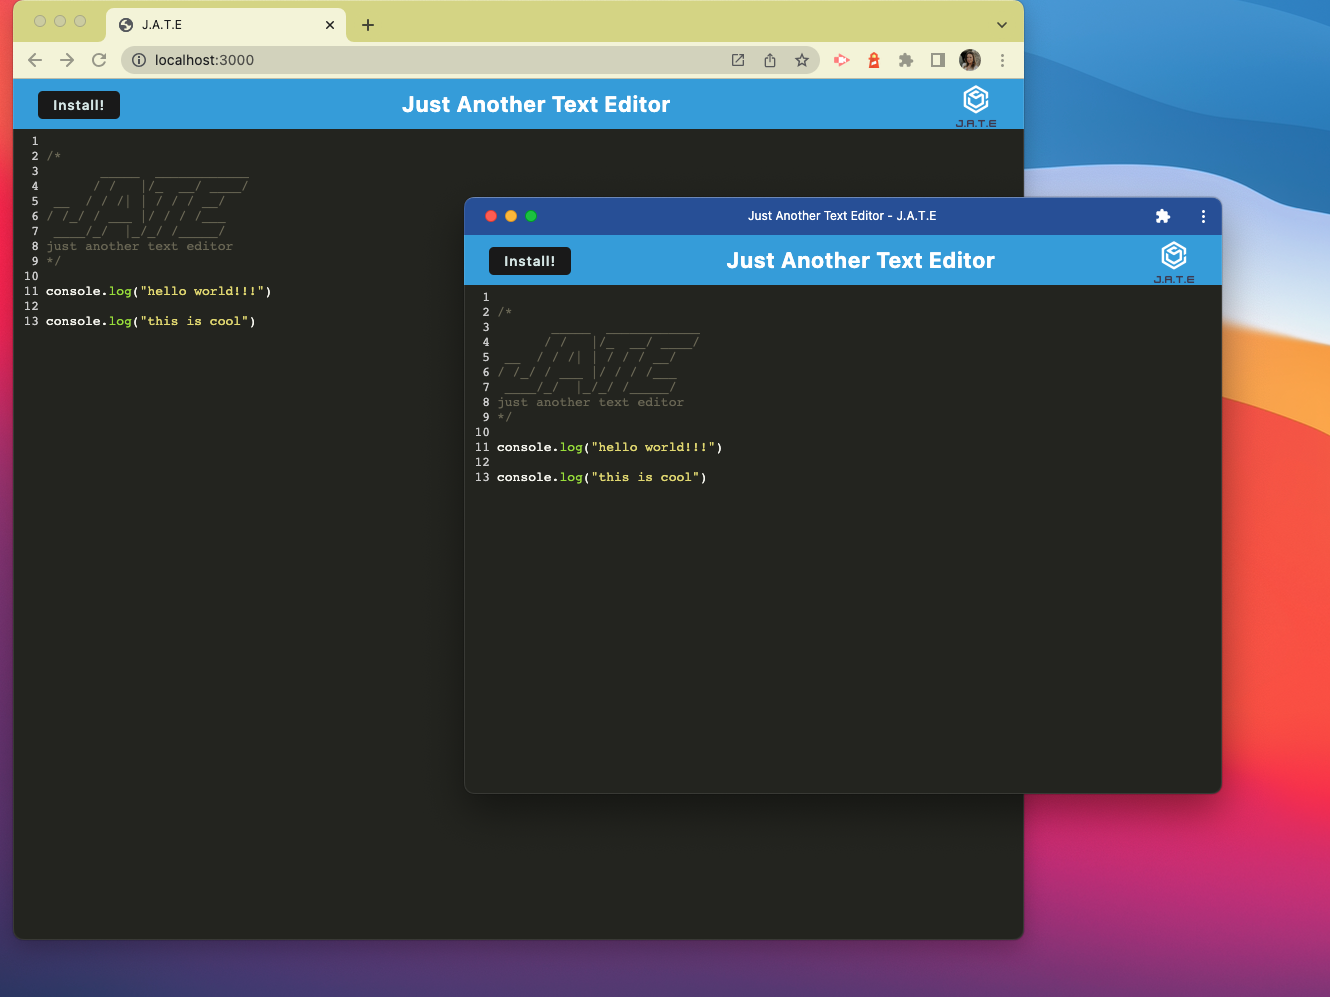 J.A.T.E
localhost:3000
Install!
Just Another Text Editor
J.A.T.E
1
2 /*
3        _____  ____________
4       / /   |/_  __/ ____/
5  __  / / /| | / / / __/
6 / /_/ / ___ |/ / / /___
7  ____/_/  |_/_/ /_____/
8 just another text editor
9 */
10
11 console.log("hello world!!!")
12
13 console.log("this is cool")
Just Another Text Editor - J.A.T.E
Install!
Just Another Text Editor
J.A.T.E
1
2 /*
3        _____  ____________
4       / /   |/_  __/ ____/
5  __  / / /| | / / / __/
6 / /_/ / ___ |/ / / /___
7  ____/_/  |_/_/ /_____/
8 just another text editor
9 */
10
11 console.log("hello world!!!")
12
13 console.log("this is cool")